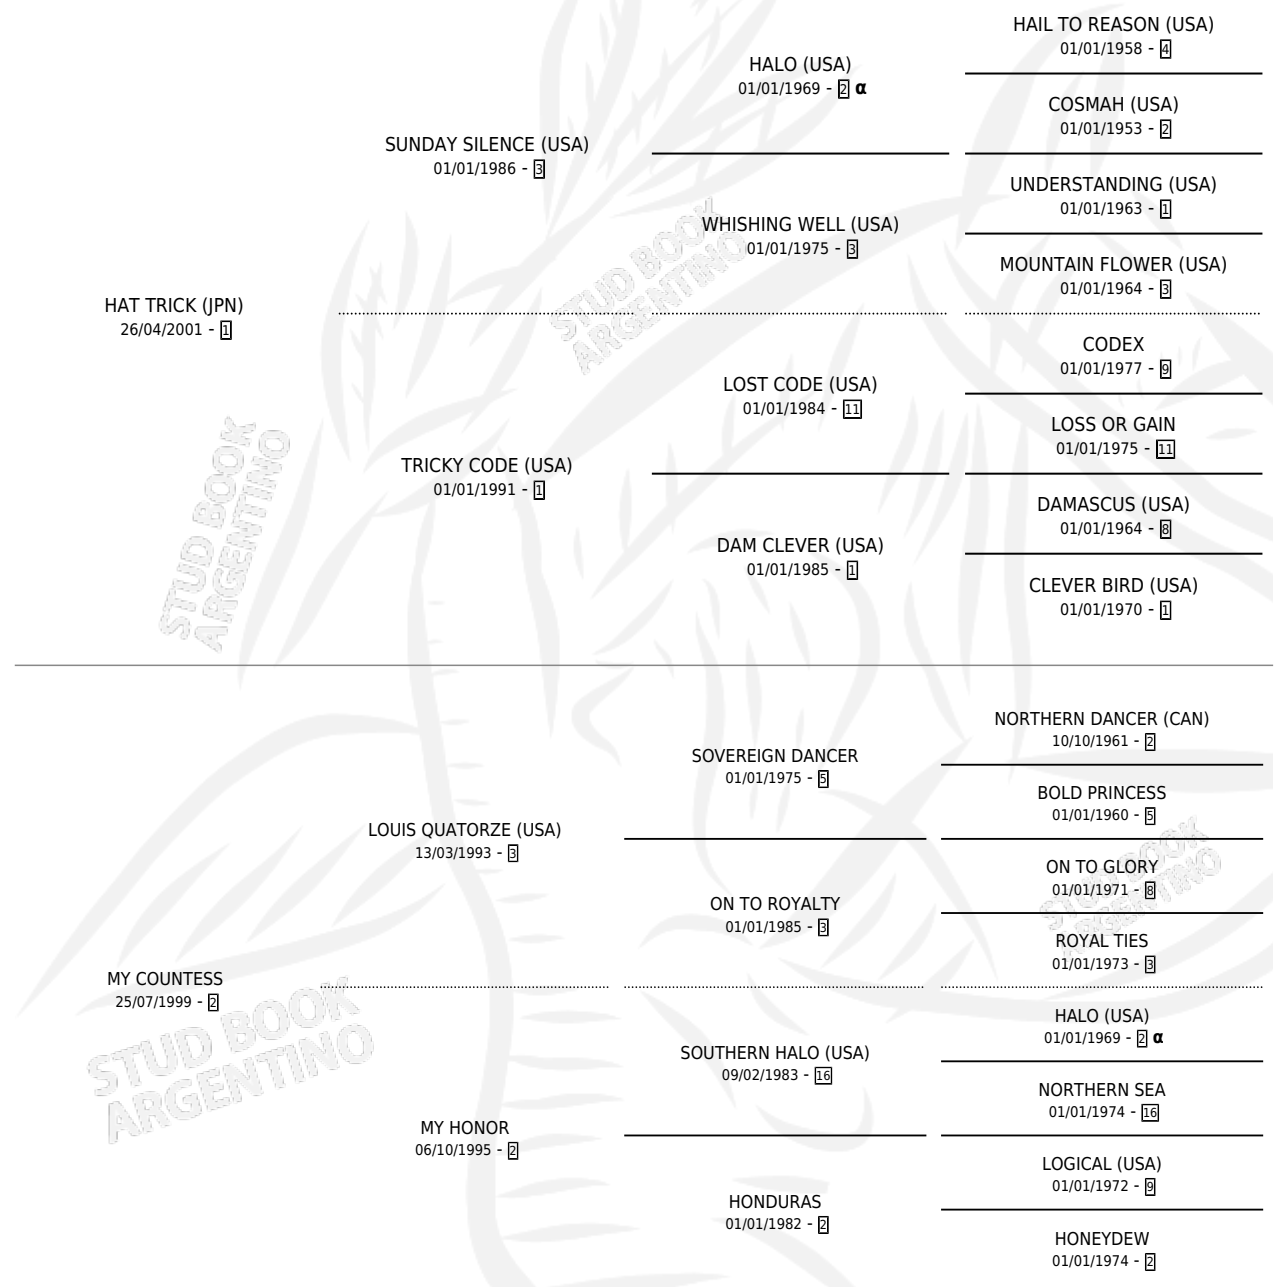 HAIL TO REASON (USA)
01/01/1958 - 4
HALO (USA)
01/01/1969 - 2 α
COSMAH (USA)
01/01/1953 - 2
SUNDAY SILENCE (USA)
01/01/1986 - 3
UNDERSTANDING (USA)
01/01/1963 - 1
WHISHING WELL (USA)
01/01/1975 - 3
MOUNTAIN FLOWER (USA)
01/01/1964 - 3
HAT TRICK (JPN)
26/04/2001 - 1
CODEX
01/01/1977 - 9
LOST CODE (USA)
01/01/1984 - 11
LOSS OR GAIN
01/01/1975 - 11
TRICKY CODE (USA)
01/01/1991 - 1
DAMASCUS (USA)
01/01/1964 - 8
DAM CLEVER (USA)
01/01/1985 - 1
CLEVER BIRD (USA)
01/01/1970 - 1
STUD BOOK
ARGENTINO
STUD BOOK
ARGENTINO
NORTHERN DANCER (CAN)
10/10/1961 - 2
SOVEREIGN DANCER
01/01/1975 - 5
BOLD PRINCESS
01/01/1960 - 5
LOUIS QUATORZE (USA)
13/03/1993 - 3
ON TO GLORY
01/01/1971 - 8
ON TO ROYALTY
01/01/1985 - 3
ROYAL TIES
01/01/1973 - 3
MY COUNTESS
25/07/1999 - 2
HALO (USA)
01/01/1969 - 2 α
SOUTHERN HALO (USA)
09/02/1983 - 16
NORTHERN SEA
01/01/1974 - 16
MY HONOR
06/10/1995 - 2
LOGICAL (USA)
01/01/1972 - 9
HONDURAS
01/01/1982 - 2
HONEYDEW
01/01/1974 - 2
STUD BOOK
ARGENTINO
STUD BOOK
ARGENTINO